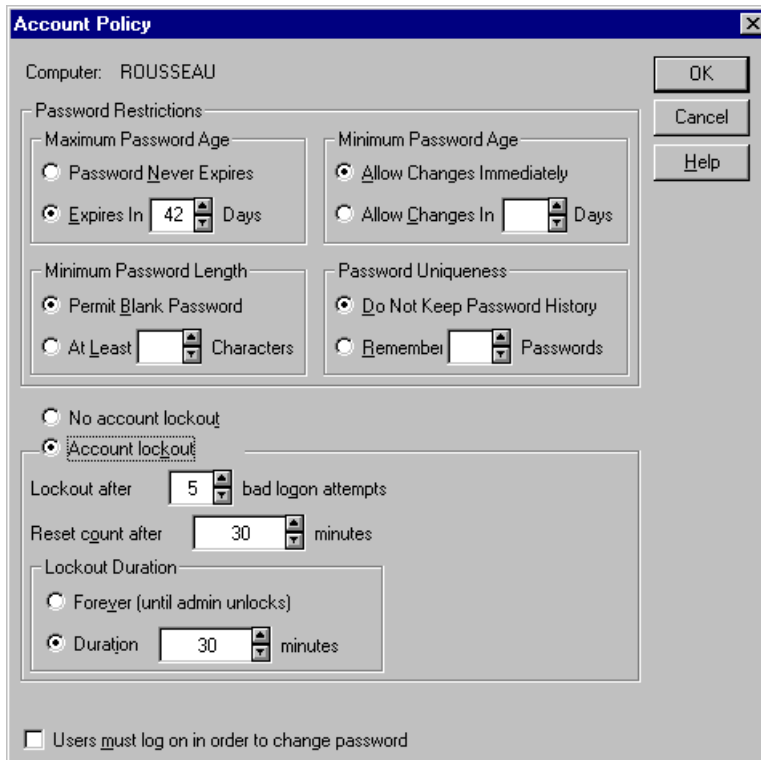 Account Policy
Computer: ROUSSEAU
OK
Cancel
Help
Password Restrictions
Maximum Password Age
Password Never Expires
Expires In 42 Days
Minimum Password Age
Allow Changes Immediately
Allow Changes In Days
Minimum Password Length
Permit Blank Password
At Least Characters
Password Uniqueness
Do Not Keep Password History
Remember Passwords
No account lockout
Account lockout
Lockout after 5 bad logon attempts
Reset count after 30 minutes
Lockout Duration
Forever (until admin unlocks)
Duration 30 minutes
Users must log on in order to change password